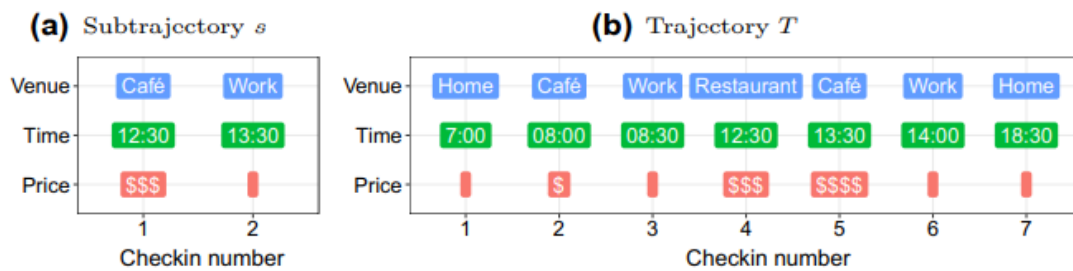 (a) Subtrajectory s
Venue Café Work
Time 12:30 13:30
Price $$$
1 2
Checkin number
(b) Trajectory T
Venue Home Café Work Restaurant Café Work Home
Time 7:00 08:00 08:30 12:30 13:30 14:00 18:30
Price $ $$$ $$$$
1 2 3 4 5 6 7
Checkin number